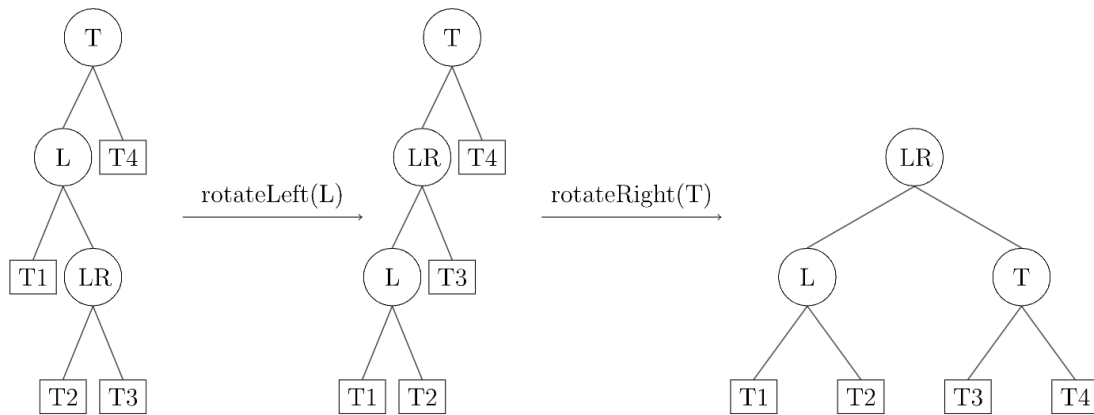 T
T
L
T4
LR
T4
LR
rotateLeft(L)
rotateRight(T)
T1
LR
L
T3
L
T
T2
T3
T1
T2
T1
T2
T3
T4